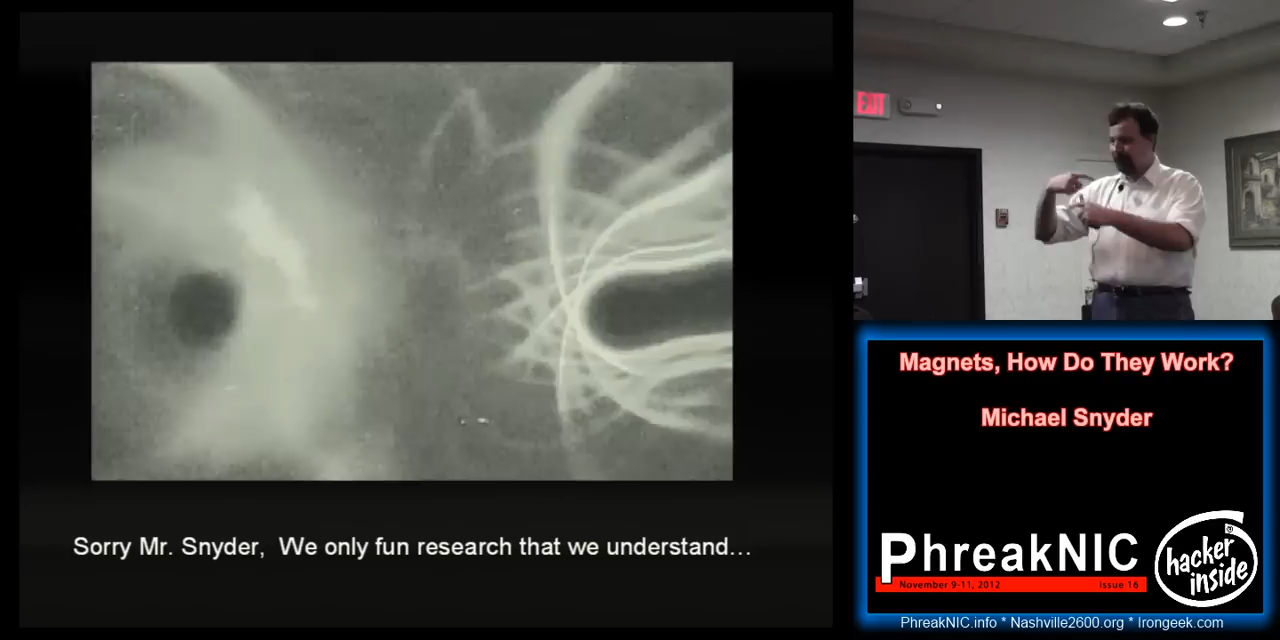 Sorry Mr. Snyder, We only fun research that we understand...
EXIT
Magnets, How Do They Work?
Michael Snyder
PhreakNIC
November 9-11, 2012 Issue 16
hacker
inside
PhreakNIC.info * Nashville2600.org * Irongeek.com